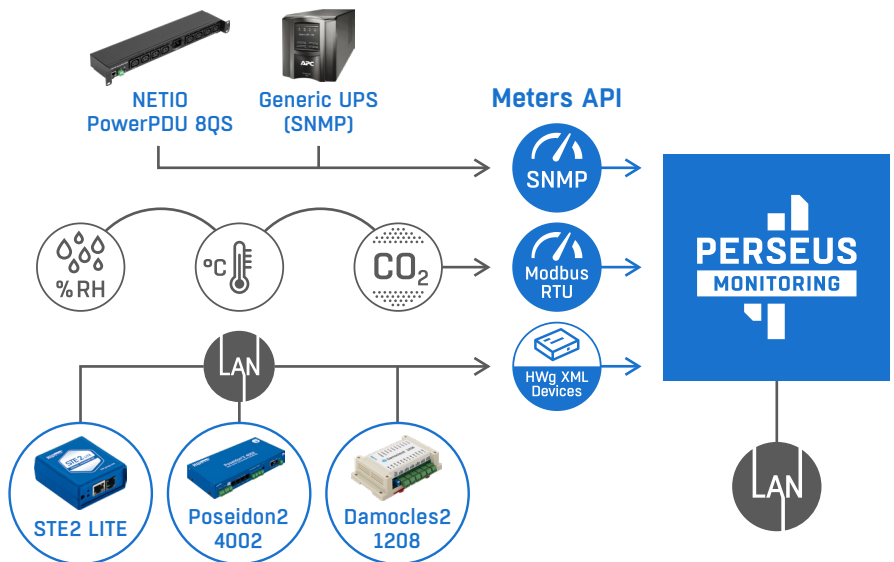 APC
NETIO
PowerPDU 8QS
Generic UPS
(SNMP)
Meters API
SNMP
%RH
°C
CO₂
Modbus
RTU
PERSEUS
MONITORING
LAN
HWg XML
Devices
STE2 LITE
Poseidon2
4002
Damocles2
1208
LAN